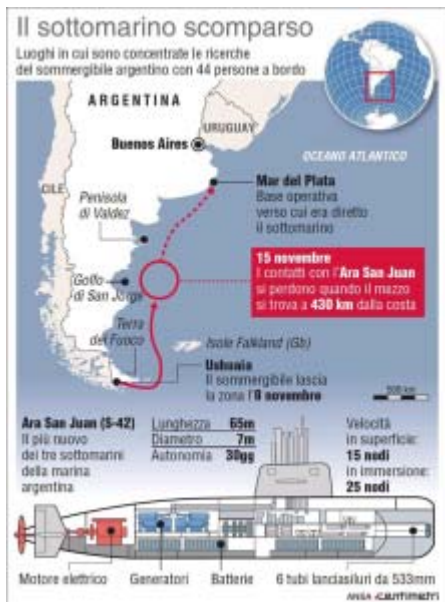 Il sottomarino scomparso
Luoghi in cui sono concentrate le ricerche
del sommergibile argentino con 44 persone a bordo
ARGENTINA
URUGUAY
Buenos Aires
OCEANO ATLANTICO
CILE
Mar del Plata
Base operativa
verso cui era diretto
il sottomarino
Penisola
di Valdez
15 novembre
I contatti con l'Ara San Juan
si perdono quando il mezzo
si trova a 430 km dalla costa
Golfo
di San Jorge
Terra
del Fuoco
Isole Falkland (Gb)
Ushuaia
Il sommergibile lascia
la zona l'8 novembre
500 km
Ara San Juan (S-42)
Il più nuovo
dei tre sottomarini
della marina
argentina
Lunghezza 65m
Diametro 7m
Autonomia 30gg
Velocità
in superficie:
15 nodi
in immersione:
25 nodi
Motore elettrico
Generatori
Batterie
6 tubi lanciasiluri da 533mm
ANSA centimetri